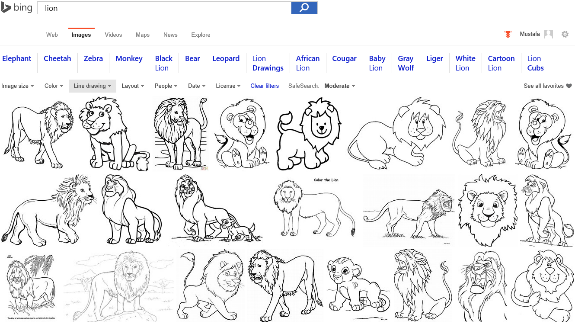 bing
lion
Web Images Videos Maps News Explore
Mustafa
Elephant Cheetah Zebra Monkey Black Lion Bear Leopard Lion Drawings African Lion Cougar Baby Lion Gray Wolf Liger White Lion Cartoon Lion Lion Cubs
Image size Color Line drawing Layout People Date License Clear filters SafeSearch: Moderate See all favorites
Color the Lion.